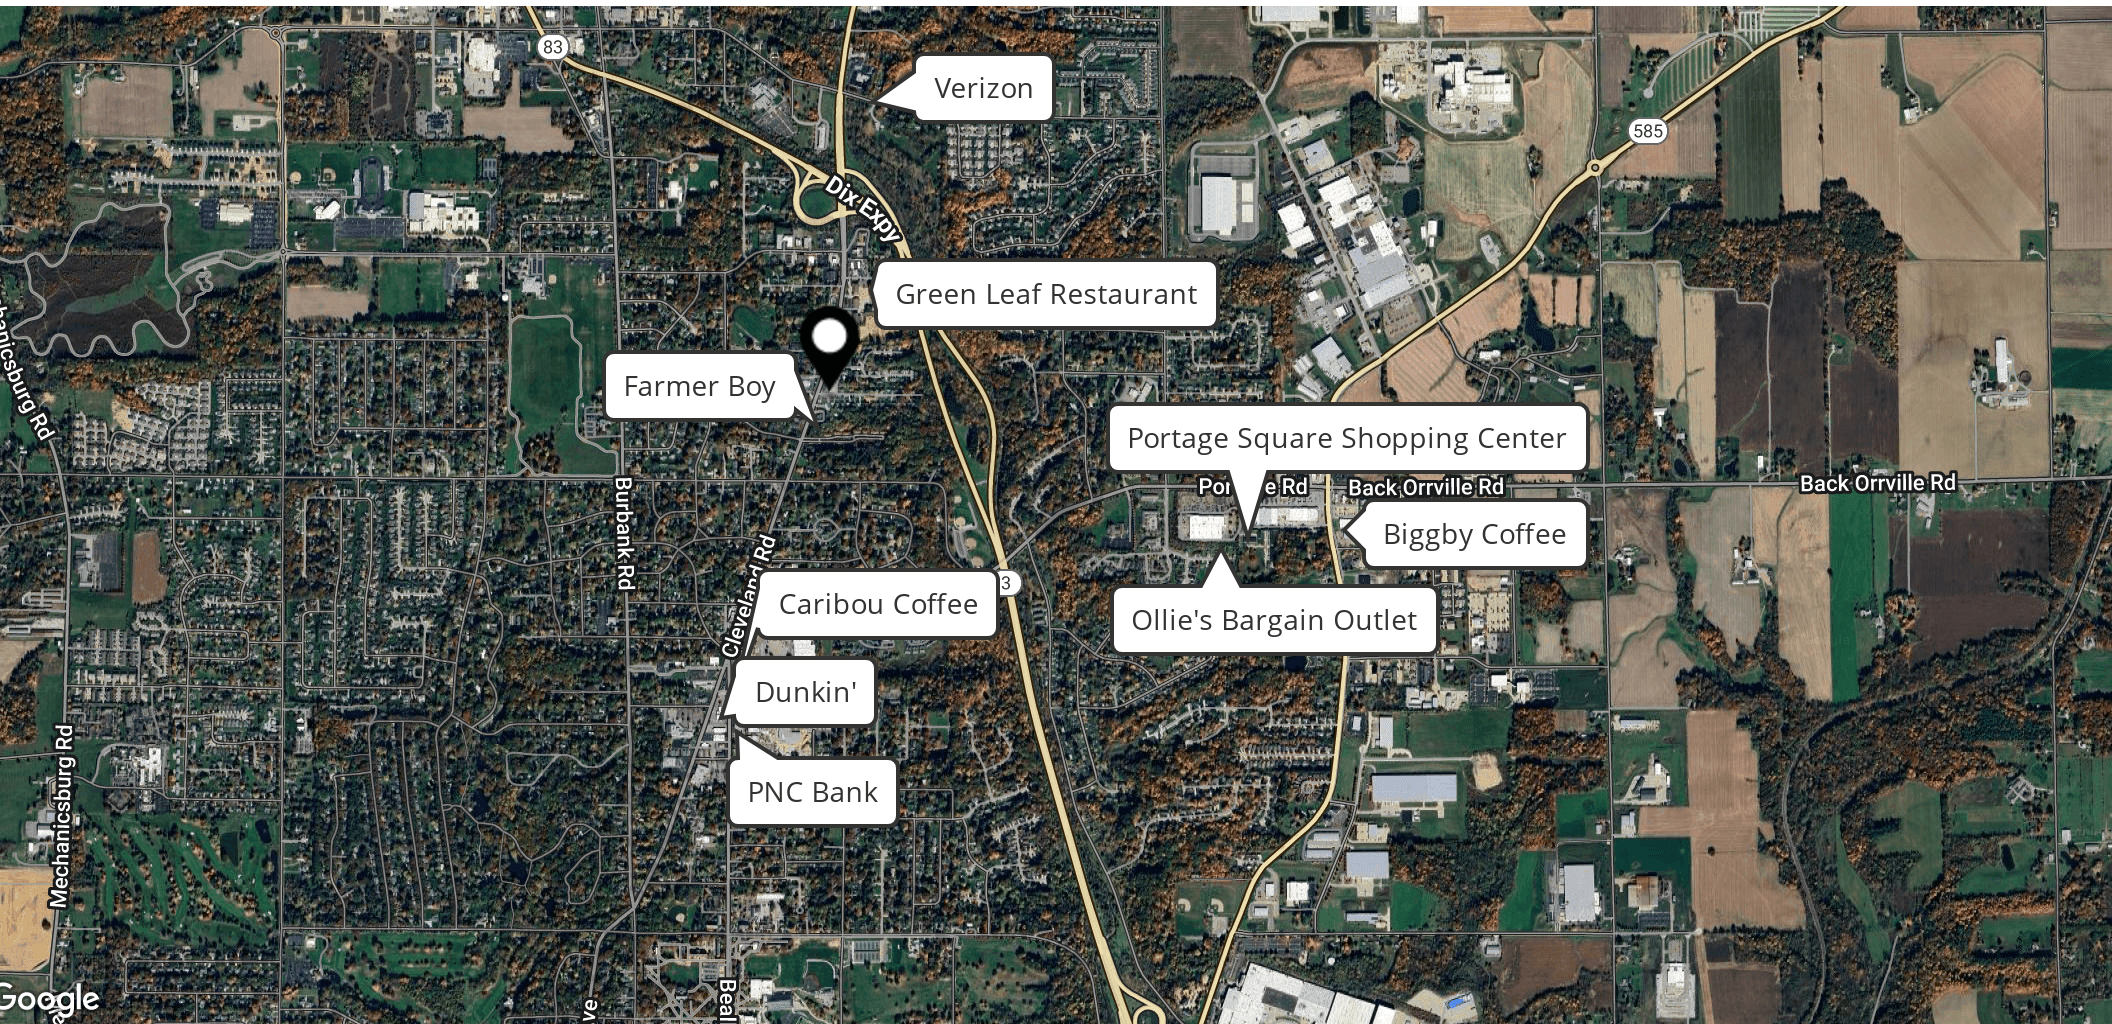 83
Verizon
585
Dix Expy
Green Leaf Restaurant
Farmer Boy
Portage Square Shopping Center
Back Orrville Rd
Back Orrville Rd
Burbank Rd
Biggby Coffee
Cleveland Rd
Caribou Coffee
3
Ollie's Bargain Outlet
Dunkin'
PNC Bank
Mechanicsburg Rd
Google